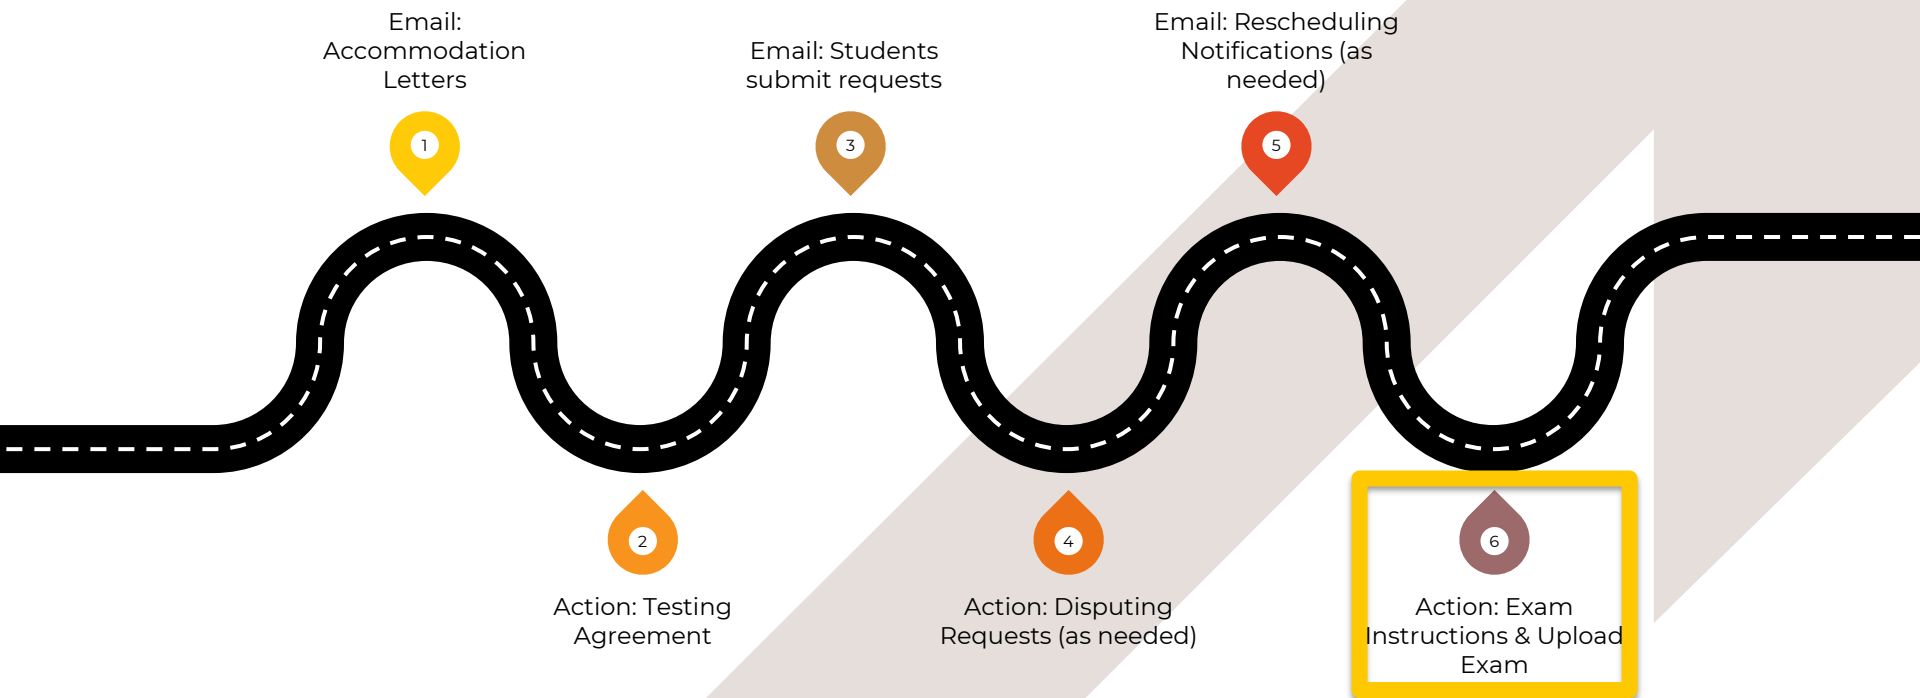 Email:
Accommodation
Letters
1
Action: Testing
Agreement
2
Email: Students
submit requests
3
Action: Disputing
Requests (as needed)
4
Email: Rescheduling
Notifications (as
needed)
5
Action: Exam
Instructions & Upload
Exam
6